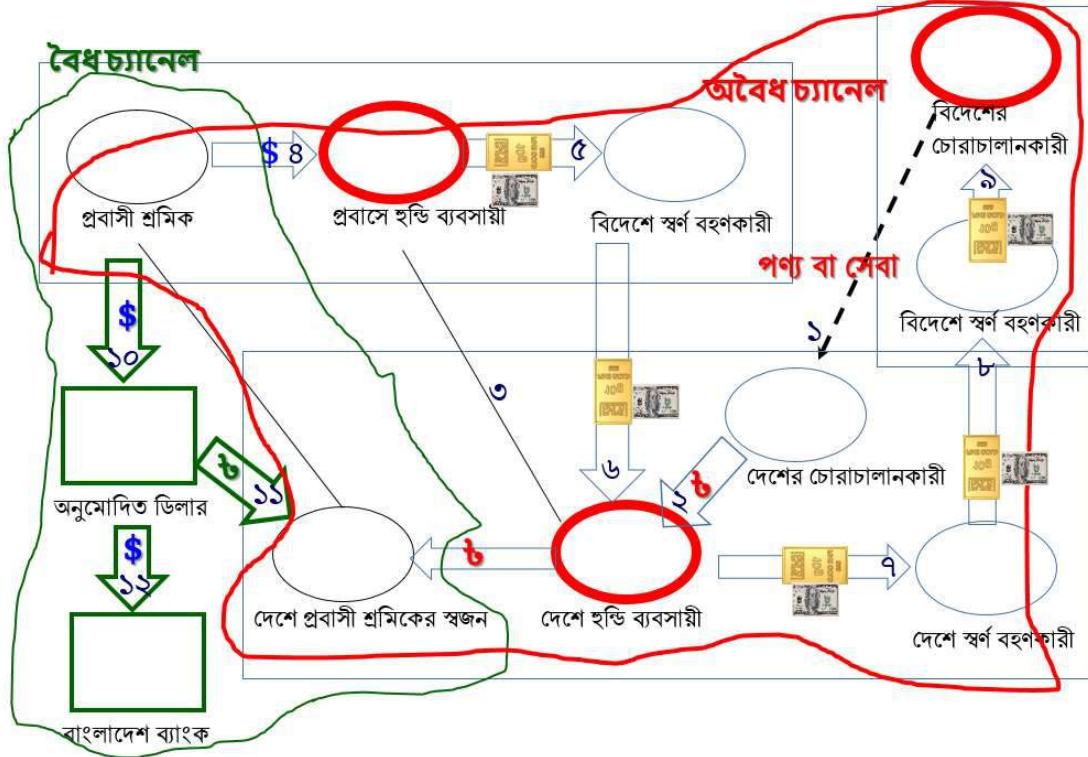 বৈধ চ্যানেল
অবৈধ চ্যানেল
বিদেশের
চোরাচালানকারী
$ ৪
৫
৯
প্রবাসী শ্রমিক
প্রবাসে হুন্ডি ব্যবসায়ী
বিদেশে স্বর্ণ বহণকারী
পণ্য বা সেবা
$
১০
১
বিদেশে স্বর্ণ বহণকারী
৮
৩
৬
২ ৳
দেশের চোরাচালানকারী
৳
১১
অনুমোদিত ডিলার
$
১২
৳
৭
দেশে প্রবাসী শ্রমিকের স্বজন
দেশে হুন্ডি ব্যবসায়ী
দেশে স্বর্ণ বহণকারী
বাংলাদেশ ব্যাংক